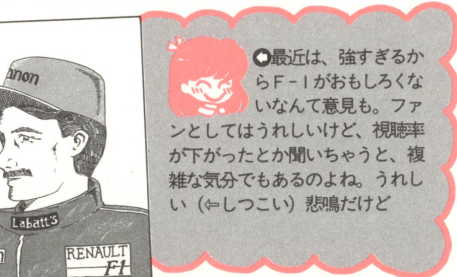 anon
Labatt's
RENAULT
F1
➲最近は、強すぎるか
らF-1がおもしろくな
いなんて意見も。ファ
ンとしてはうれしいけど、視聴率
が下がったとか聞いちゃうと、複
雑な気分でもあるのよね。うれし
い（⇦しつこい）悲鳴だけど